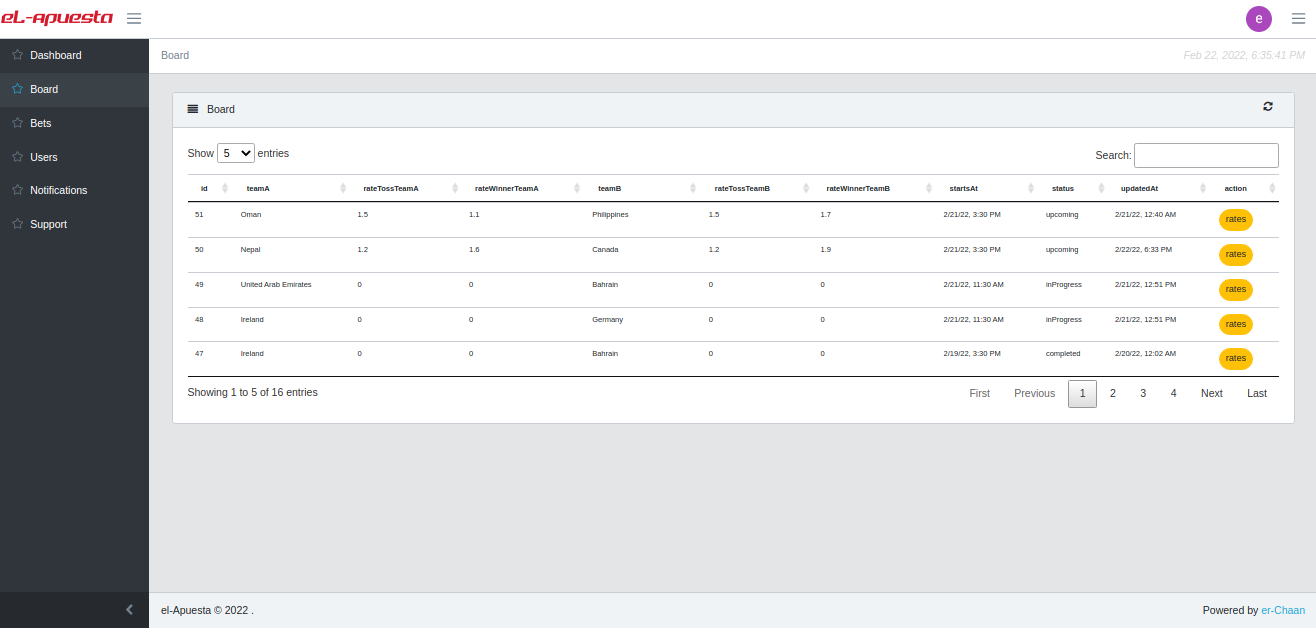 eL-Apuesta
e
Dashboard
Board
Bets
Users
Notifications
Support
Board
Feb 22, 2022, 6:35:41 PM
Board
Show 5 entries
Search:
id teamA rateTossTeamA rateWinnerTeamA teamB rateTossTeamB rateWinnerTeamB startsAt status updatedAt action
51 Oman 1.5 1.1 Philippines 1.5 1.7 2/21/22, 3:30 PM upcoming 2/21/22, 12:40 AM rates
50 Nepal 1.2 1.6 Canada 1.2 1.9 2/21/22, 3:30 PM upcoming 2/22/22, 6:33 PM rates
49 United Arab Emirates 0 0 Bahrain 0 0 2/21/22, 11:30 AM inProgress 2/21/22, 12:51 PM rates
48 Ireland 0 0 Germany 0 0 2/21/22, 11:30 AM inProgress 2/21/22, 12:51 PM rates
47 Ireland 0 0 Bahrain 0 0 2/19/22, 3:30 PM completed 2/20/22, 12:02 AM rates
Showing 1 to 5 of 16 entries
First Previous 1 2 3 4 Next Last
el-Apuesta © 2022 .
Powered by er-Chaan